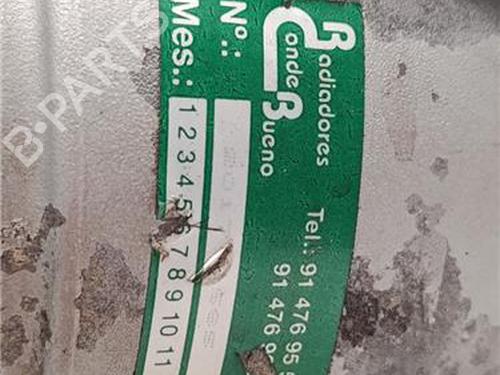 Radiadores
Conde
Bueno
Tel.: 91 476 95
91 476
Nº.:
Mes.: 1 2 3 4 5 6 7 8 9 10 11
B-PARTS